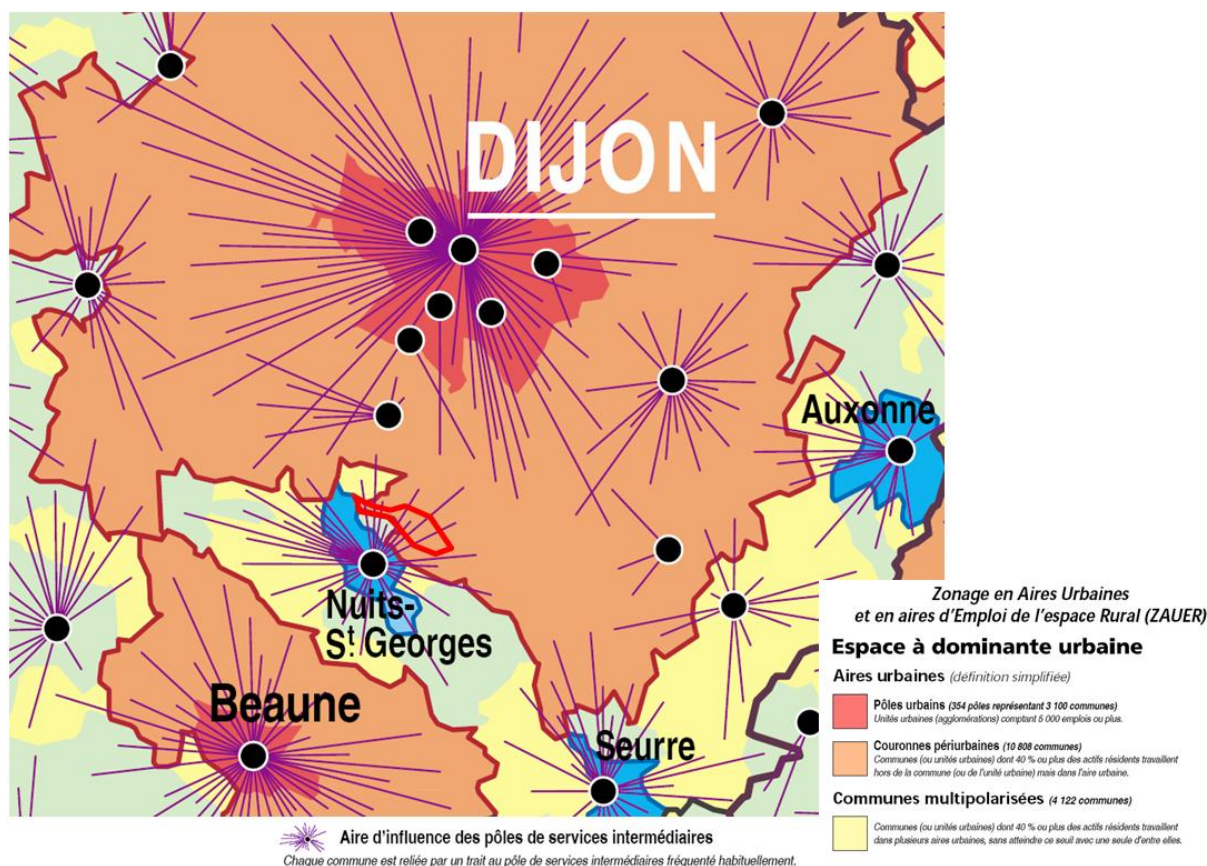 DIJON
Auxonne
Nuits-
St Georges
Beaune
Seurre
Zonage en Aires Urbaines
et en aires d'Emploi de l'espace Rural (ZAUER)
Espace à dominante urbaine
Aires urbaines (définition simplifiée)
Pôles urbains (354 pôles représentant 3 100 communes)
Unités urbaines (agglomérations) comptant 5 000 emplois ou plus.
Couronnes périurbaines (10 808 communes)
Communes (ou unités urbaines) dont 40 % ou plus des actifs résidents travaillent
hors de la commune (ou de l'unité urbaine) mais dans l'aire urbaine.
Communes multipolarisées (4 122 communes)
Communes (ou unités urbaines) dont 40 % ou plus des actifs résidents travaillent
dans plusieurs aires urbaines, sans atteindre ce seuil avec une seule d'entre elles.
Aire d'influence des pôles de services intermédiaires
Chaque commune est reliée par un trait au pôle de services intermédiaires fréquenté habituellement.